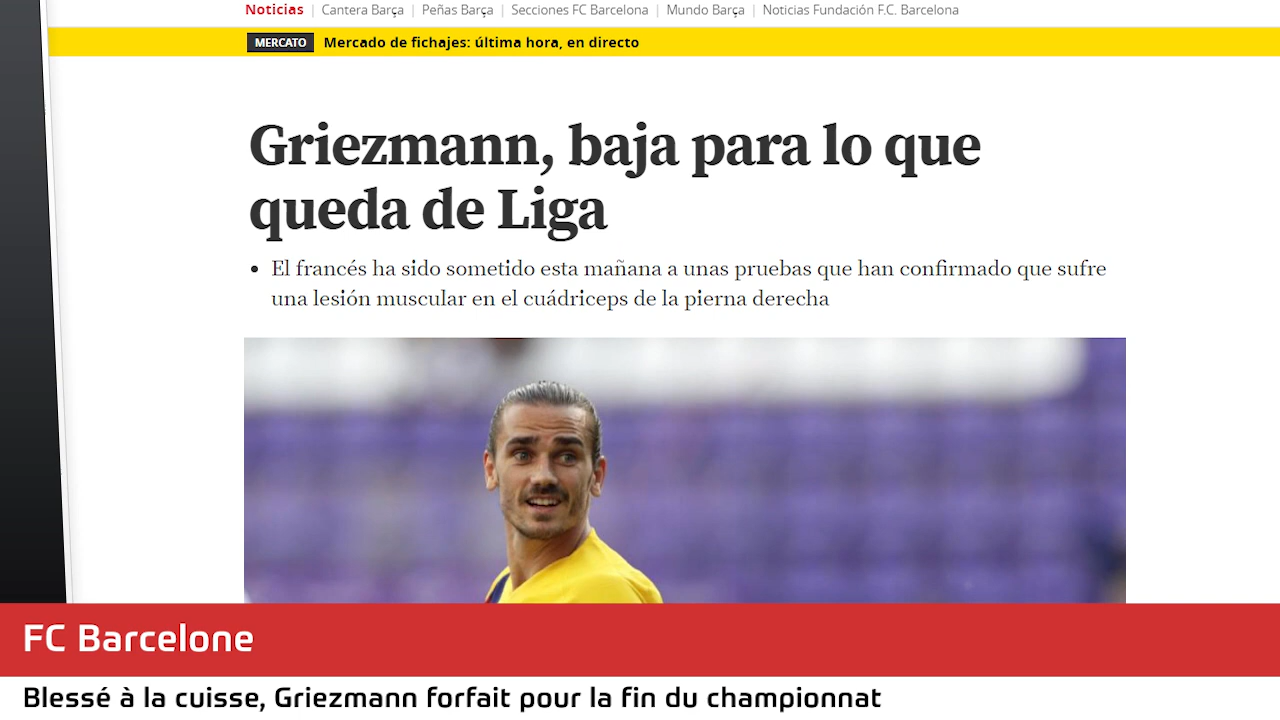 Noticias | Cantera Barça | Peñas Barça | Secciones FC Barcelona | Mundo Barça | Noticias Fundación F.C. Barcelona
MERCATO Mercado de fichajes: última hora, en directo
Griezmann, baja para lo que
queda de Liga
• El francés ha sido sometido esta mañana a unas pruebas que han confirmado que sufre
una lesión muscular en el cuádriceps de la pierna derecha
FC Barcelone
Blessé à la cuisse, Griezmann forfait pour la fin du championnat